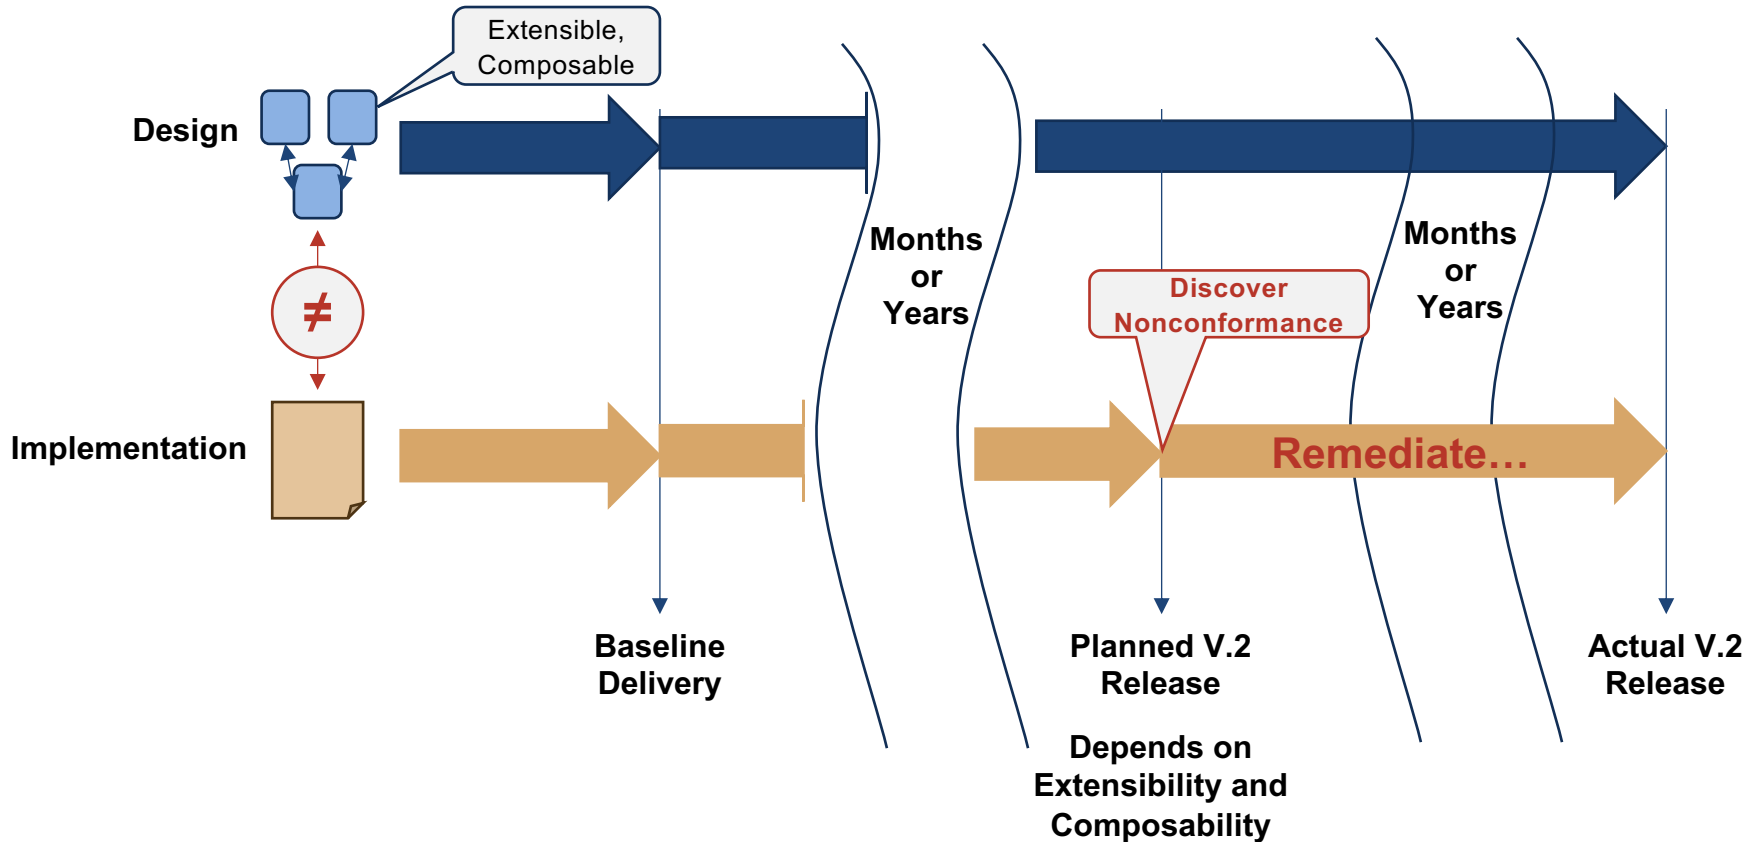 Extensible,
Composable
Design
Months
or
Years
Months
or
Years
Discover
Nonconformance
≠
Implementation
Remediate…
Baseline
Delivery
Planned V.2
Release
Actual V.2
Release
Depends on
Extensibility and
Composability